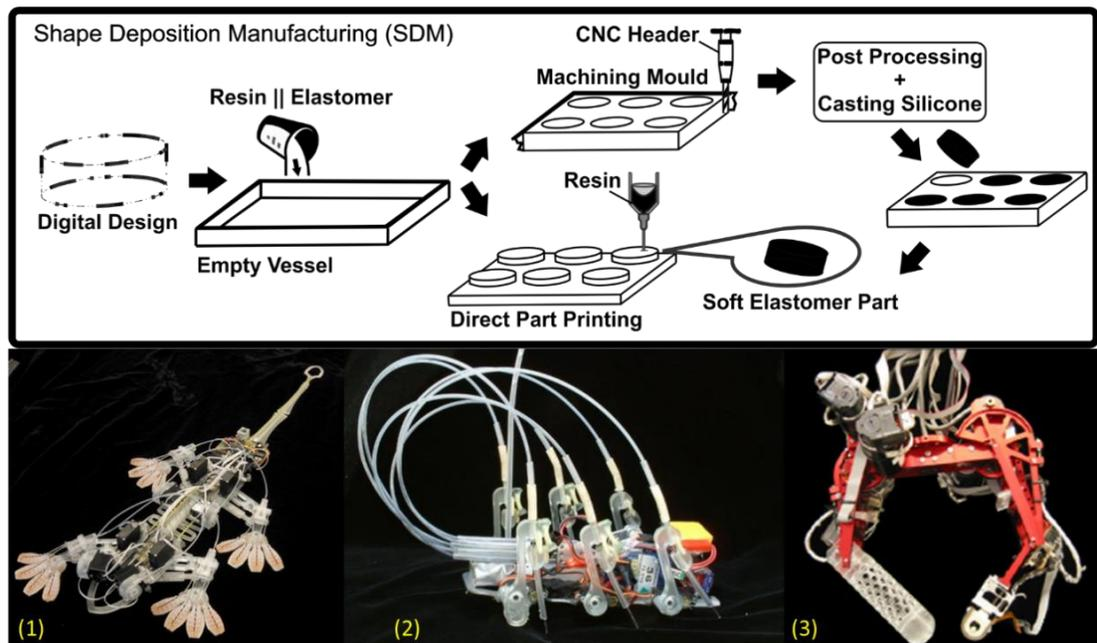 Shape Deposition Manufacturing (SDM)
CNC Header
Machining Mould
Resin || Elastomer
Post Processing
+
Casting Silicone
Digital Design
Empty Vessel
Resin
Direct Part Printing
Soft Elastomer Part
(1)
(2)
(3)